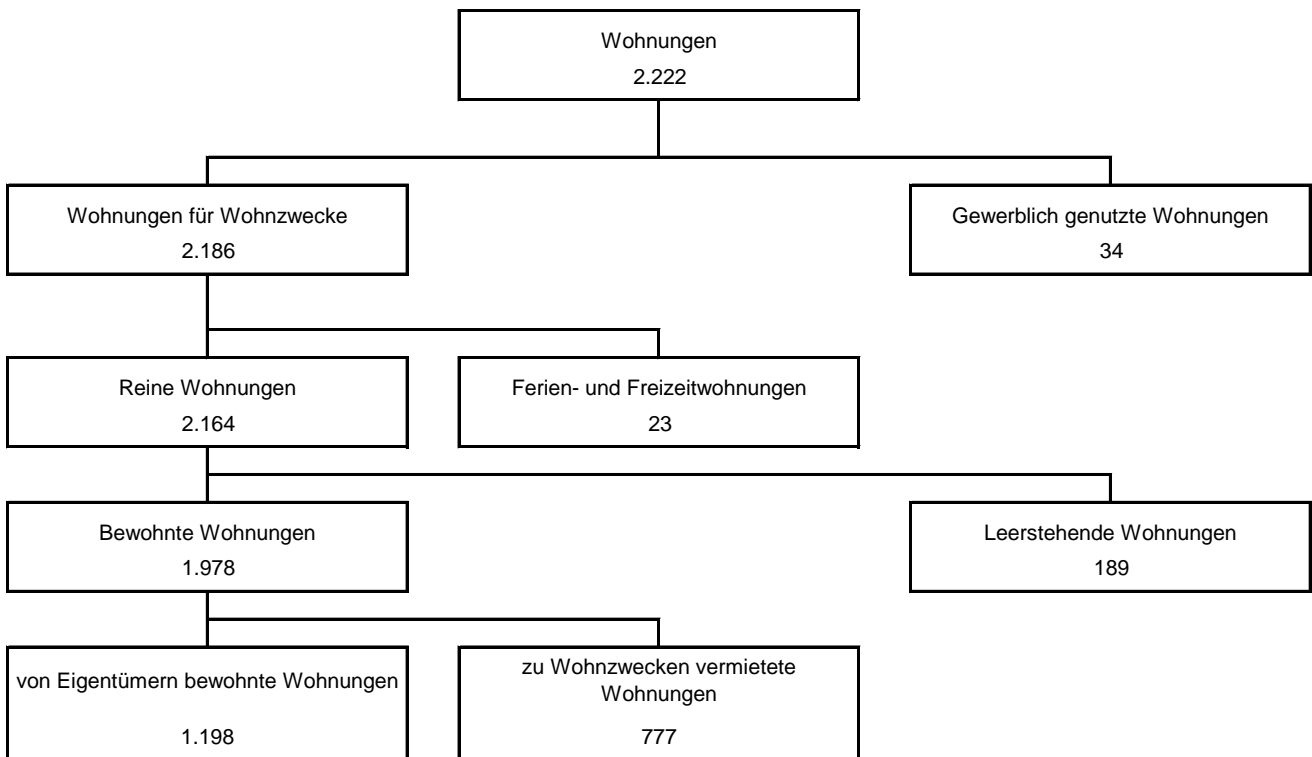 Wohnungen
2.222
Wohnungen für Wohnzwecke
2.186
Gewerblich genutzte Wohnungen
34
Reine Wohnungen
2.164
Ferien- und Freizeitwohnungen
23
Bewohnte Wohnungen
1.978
Leerstehende Wohnungen
189
von Eigentümern bewohnte Wohnungen
1.198
zu Wohnzwecken vermietete
Wohnungen
777